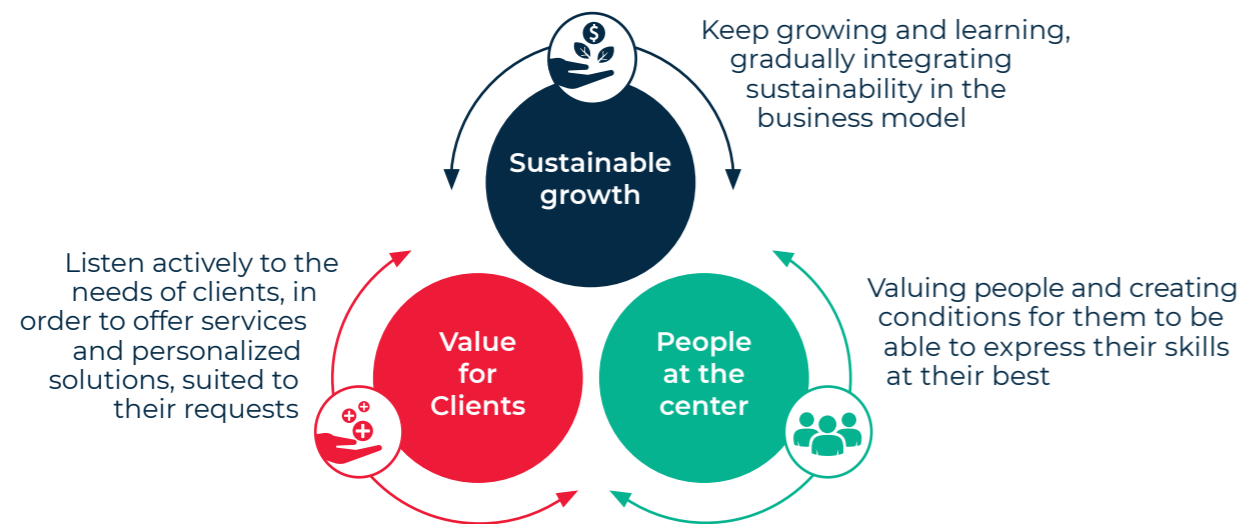 Keep growing and learning,
gradually integrating
sustainability in the
business model
$
Sustainable
growth
Listen actively to the
needs of clients, in
order to offer services
and personalized
solutions, suited to
their requests
Value
for
Clients
People
at the
center
Valuing people and creating
conditions for them to be
able to express their skills
at their best